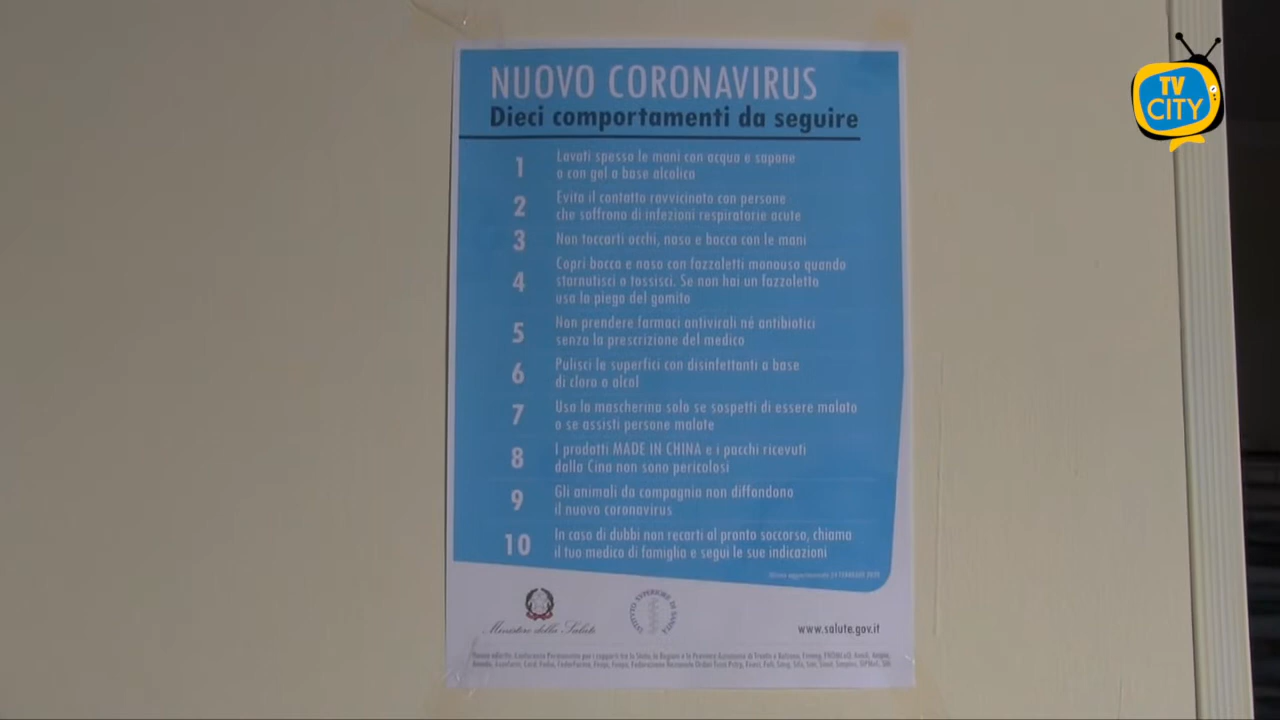 TV
CITY
NUOVO CORONAVIRUS
Dieci comportamenti da seguire
1 Lavati spesso le mani con acqua e sapone
o con gel a base alcolica
2 Evita il contatto ravvicinato con persone
che soffrono di infezioni respiratorie acute
3 Non toccarti occhi, naso e bocca con le mani
4 Copri bocca e naso con fazzoletti monouso quando
starnutisci o tossisci. Se non hai un fazzoletto
usa la piega del gomito
5 Non prendere farmaci antivirali né antibiotici
senza la prescrizione del medico
6 Pulisci le superfici con disinfettanti a base
di cloro o alcol
7 Usa la mascherina solo se sospetti di essere malato
o se assisti persone malate
8 I prodotti MADE IN CHINA e i pacchi ricevuti
dalla Cina non sono pericolosi
9 Gli animali da compagnia non diffondono
il nuovo coronavirus
10 In caso di dubbi non recarti al pronto soccorso, chiama
il tuo medico di famiglia e segui le sue indicazioni
Ministero della Salute
ISTITUTO SUPERIORE DI SANITÀ
www.salute.gov.it